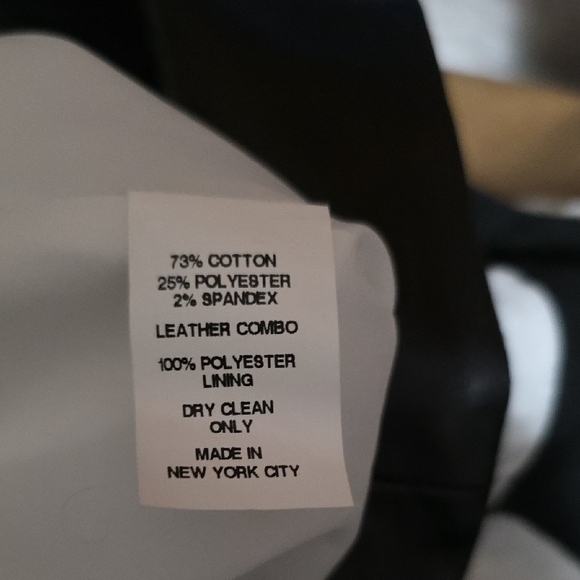 73% COTTON
25% POLYESTER
2% SPANDEX
LEATHER COMBO
100% POLYESTER
LINING
DRY CLEAN
ONLY
MADE IN
NEW YORK CITY